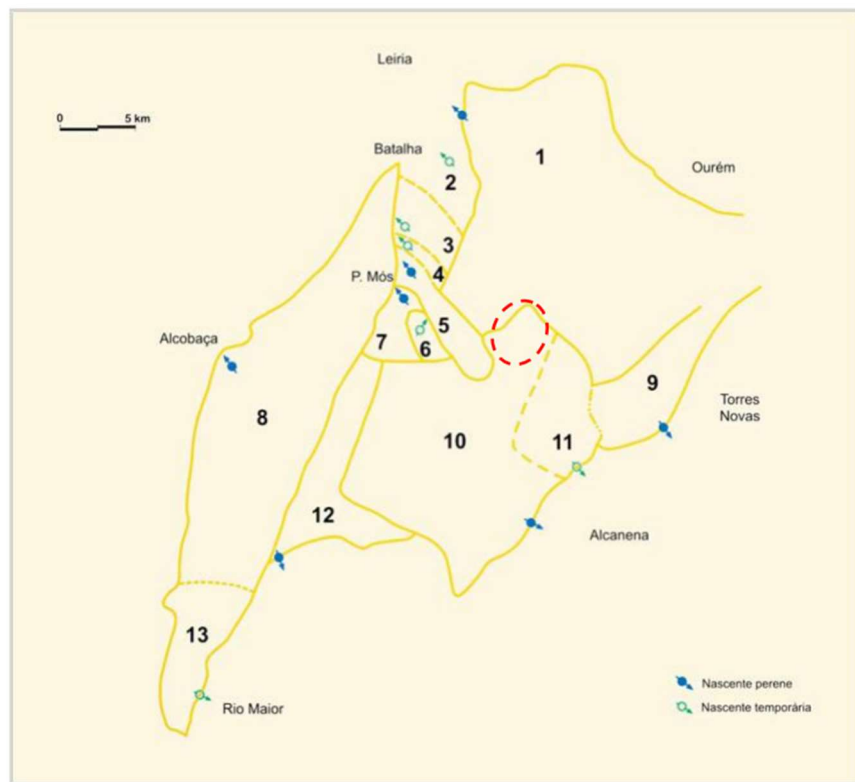 Leiria
0 5 km
Batalha
1
Ourém
2
3
4
P. Mós
5
Alcobaça
7
6
9
8
Torres
Novas
10
11
12
Alcanena
13
Nascente perene
Rio Maior
Nascente temporária